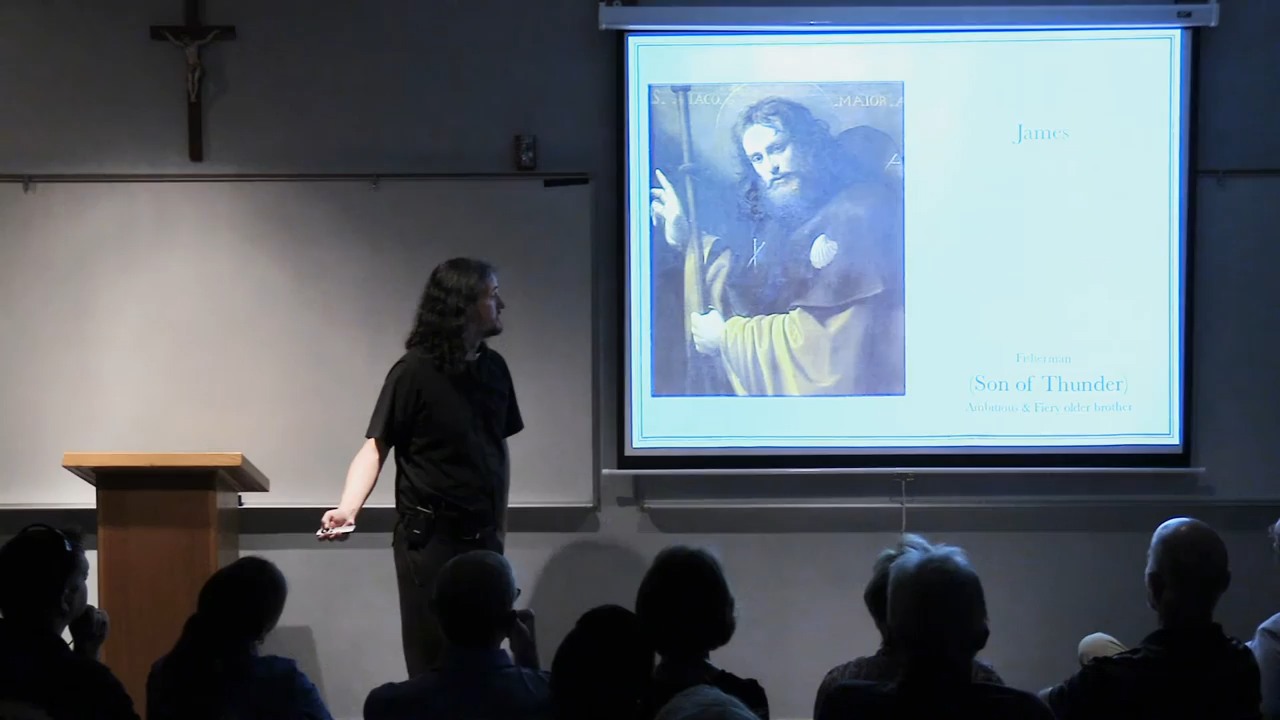 S. IACO.
MAIOR.A
James
Fisherman
(Son of Thunder)
Ambitious & Fiery older brother